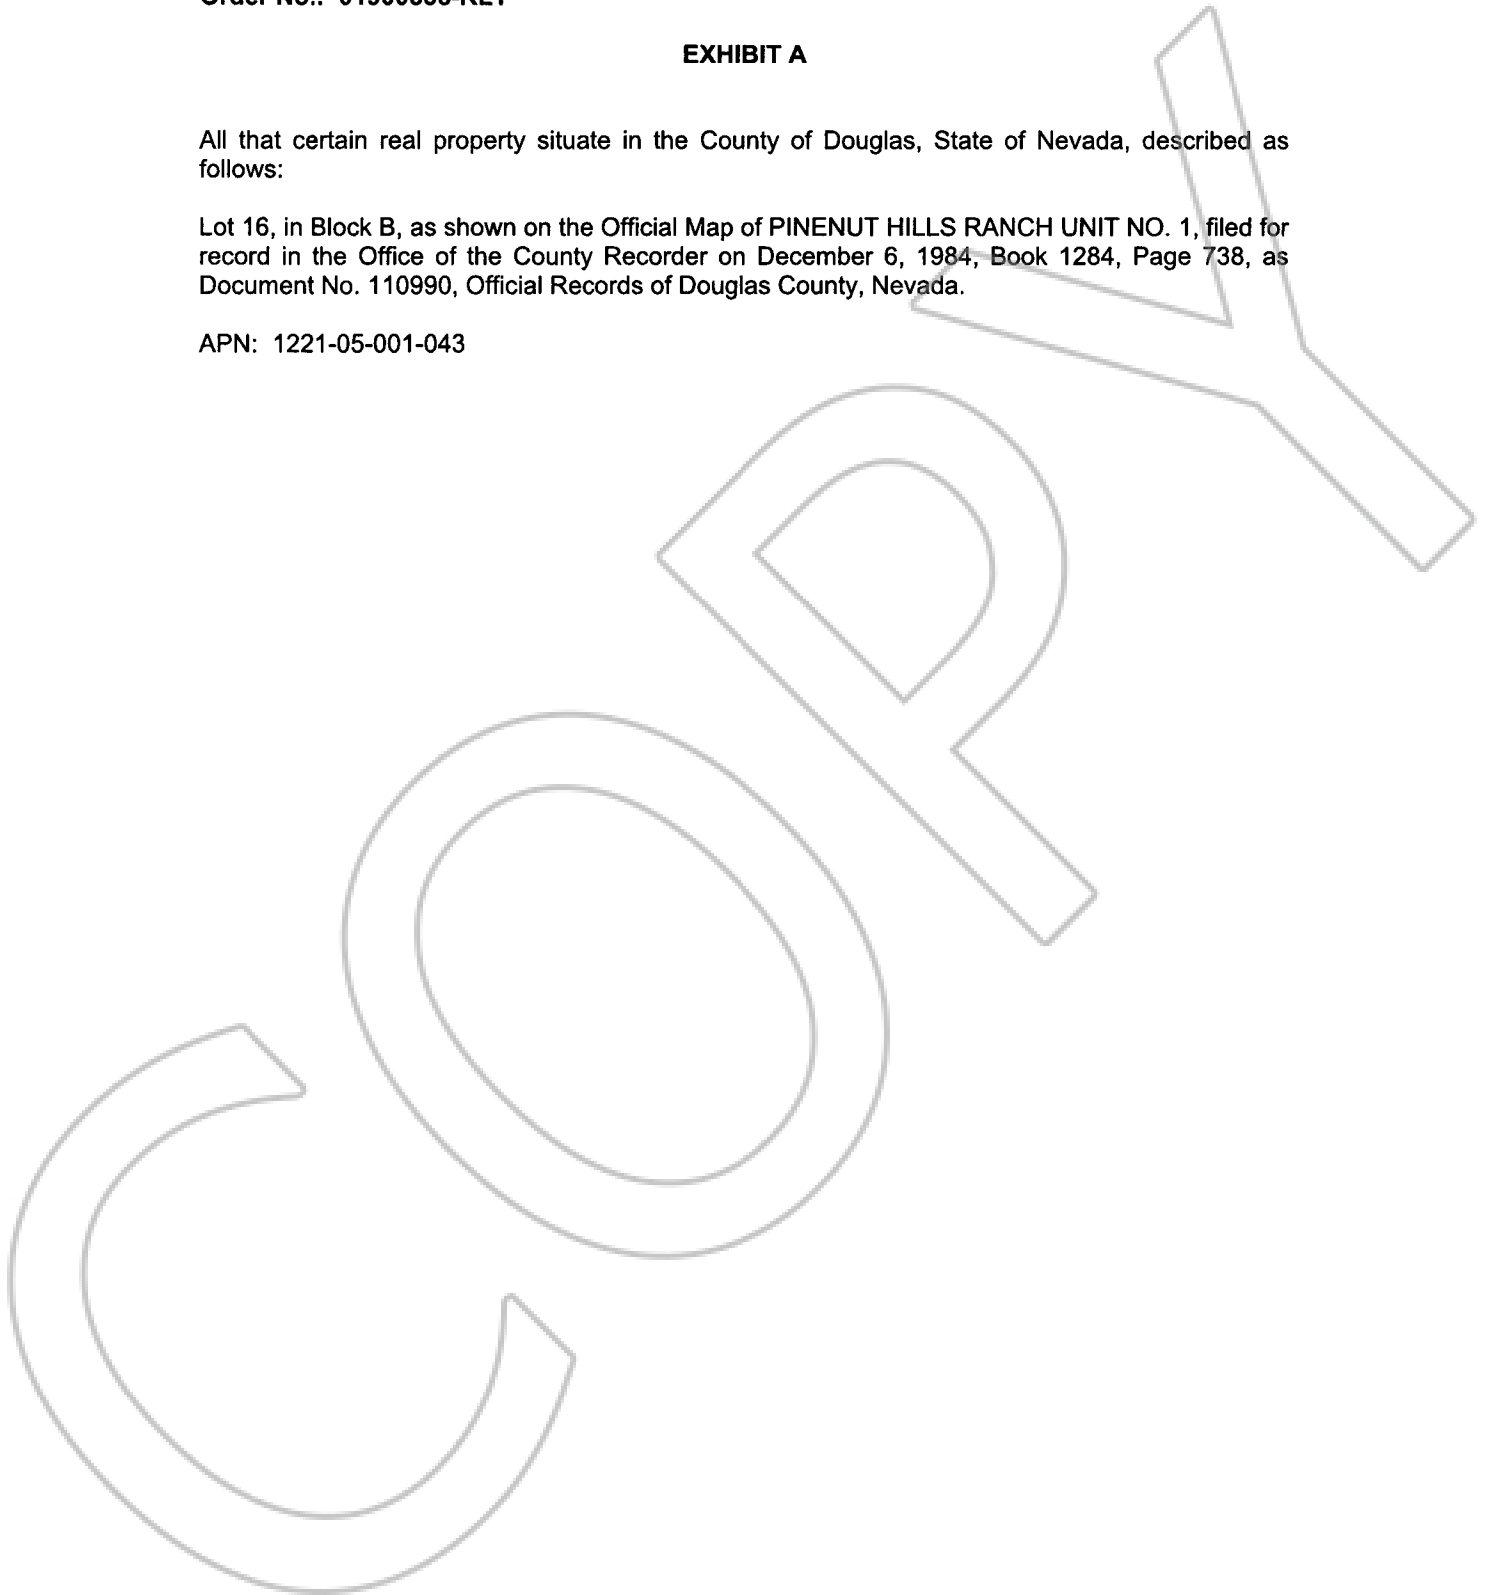 EXHIBIT A
All that certain real property situate in the County of Douglas, State of Nevada, described as
follows:
Lot 16, in Block B, as shown on the Official Map of PINENUT HILLS RANCH UNIT NO. 1, filed for
record in the Office of the County Recorder on December 6, 1984, Book 1284, Page 738, as
Document No. 110990, Official Records of Douglas County, Nevada.
APN: 1221-05-001-043
COPY